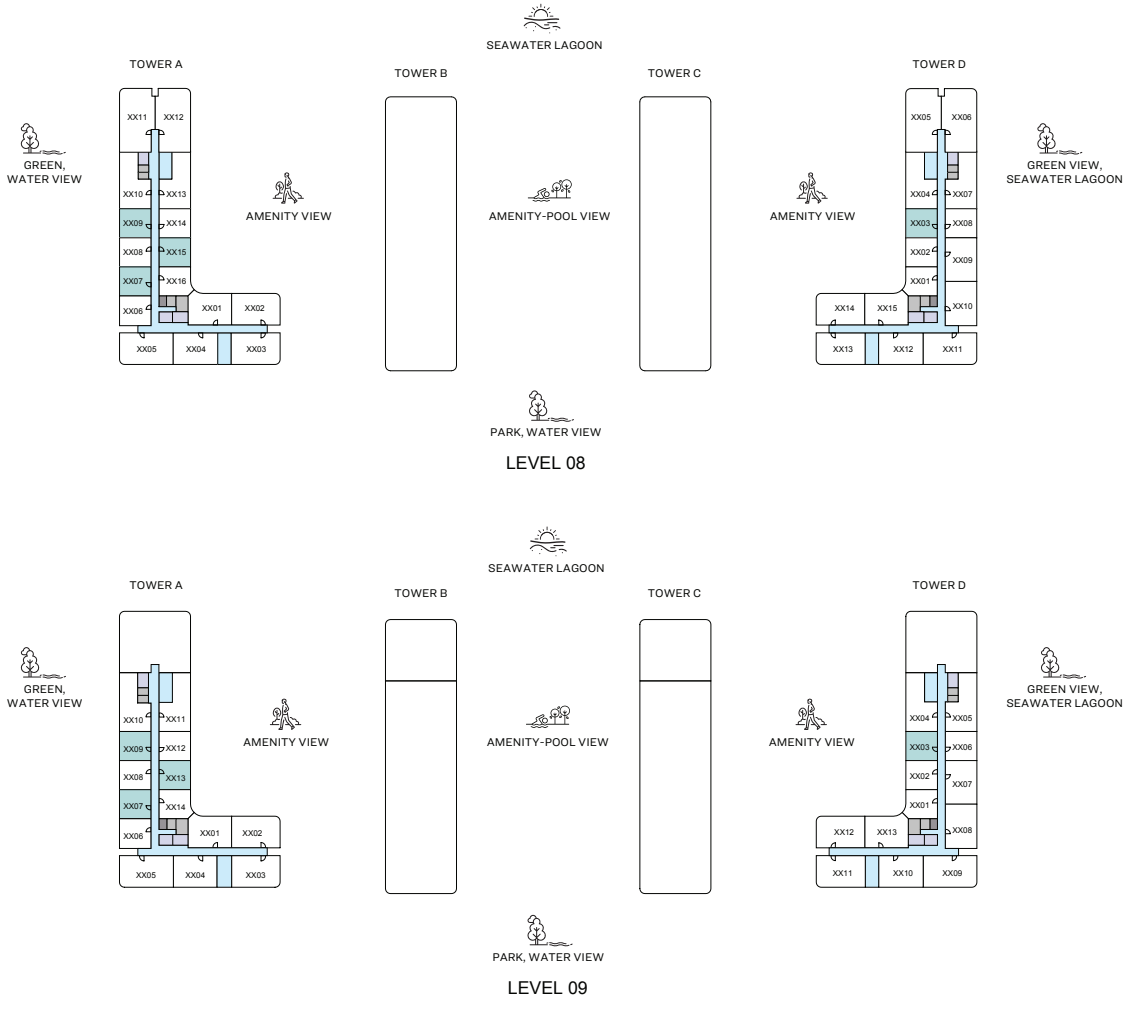 SEAWATER LAGOON
TOWER A
TOWER B
TOWER C
TOWER D
XX11
XX12
XX05
XX06
GREEN,
WATER VIEW
GREEN VIEW,
SEAWATER LAGOON
XX10
XX13
XX04
XX07
AMENITY VIEW
AMENITY-POOL VIEW
AMENITY VIEW
XX09
XX14
XX03
XX08
XX08
XX15
XX02
XX09
XX07
XX16
XX01
XX06
XX01
XX02
XX14
XX15
XX10
XX05
XX04
XX03
XX13
XX12
XX11
PARK, WATER VIEW
LEVEL 08
SEAWATER LAGOON
TOWER A
TOWER B
TOWER C
TOWER D
GREEN,
WATER VIEW
GREEN VIEW,
SEAWATER LAGOON
XX10
XX11
XX04
XX05
AMENITY VIEW
AMENITY-POOL VIEW
AMENITY VIEW
XX09
XX12
XX03
XX06
XX08
XX13
XX02
XX07
XX07
XX14
XX01
XX06
XX01
XX02
XX12
XX13
XX08
XX05
XX04
XX03
XX11
XX10
XX09
PARK, WATER VIEW
LEVEL 09